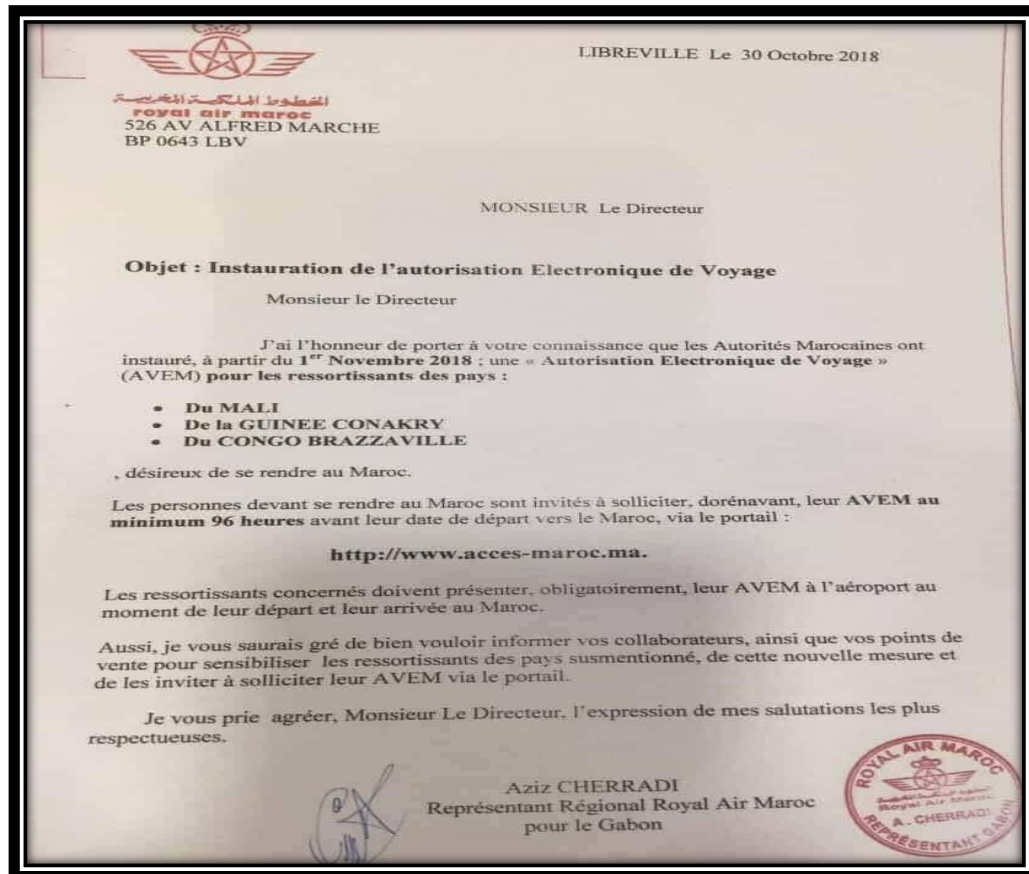 LIBREVILLE Le 30 Octobre 2018
الخطوط الملكية المغربية
royal air maroc
526 AV ALFRED MARCHE
BP 0643 LBV
MONSIEUR Le Directeur
Objet : Instauration de l'autorisation Electronique de Voyage
Monsieur le Directeur
J'ai l'honneur de porter à votre connaissance que les Autorités Marocaines ont
instauré, à partir du 1er Novembre 2018 ; une « Autorisation Electronique de Voyage »
(AVEM) pour les ressortissants des pays :
• Du MALI
• De la GUINEE CONAKRY
• Du CONGO BRAZZAVILLE
, désireux de se rendre au Maroc.
Les personnes devant se rendre au Maroc sont invités à solliciter, dorénavant, leur AVEM au
minimum 96 heures avant leur date de départ vers le Maroc, via le portail :
http://www.acces-maroc.ma.
Les ressortissants concernés doivent présenter, obligatoirement, leur AVEM à l'aéroport au
moment de leur départ et leur arrivée au Maroc.
Aussi, je vous saurais gré de bien vouloir informer vos collaborateurs, ainsi que vos points de
vente pour sensibiliser les ressortissants des pays susmentionné, de cette nouvelle mesure et
de les inviter à solliciter leur AVEM via le portail.
Je vous prie agréer, Monsieur Le Directeur, l'expression de mes salutations les plus
respectueuses.
Aziz CHERRADI
Représentant Régional Royal Air Maroc
pour le Gabon
ROYAL AIR MAROC
Royal Air Maroc
A. CHERRADI
REPRÉSENTANT GABON